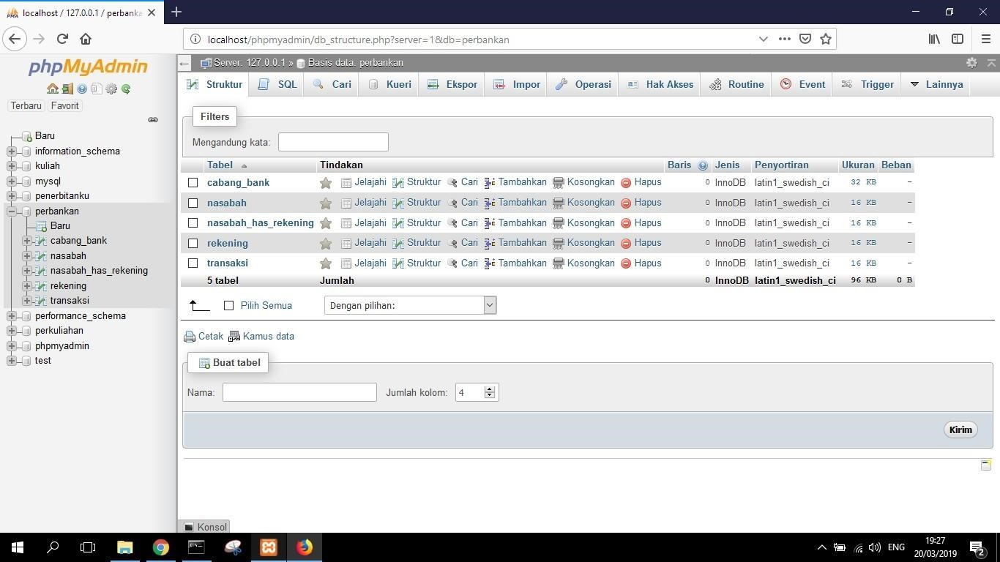 localhost / 127.0.0.1 / perbanka
localhost/phpmyadmin/db_structure.php?server=1&db=perbankan
phpMyAdmin
Terbaru Favorit
Baru
information_schema
kuliah
mysql
penerbitanku
perbankan
Baru
cabang_bank
nasabah
nasabah_has_rekening
rekening
transaksi
performance_schema
perkuliahan
phpmyadmin
test
Server: 127.0.0.1 » Basis data: perbankan
Struktur SQL Cari Kueri Ekspor Impor Operasi Hak Akses Routine Event Trigger Lainnya
Filters
Mengandung kata:
Tabel Tindakan Baris Jenis Penyortiran Ukuran Beban
cabang_bank Jelajahi Struktur Cari Tambahkan Kosongkan Hapus 0 InnoDB latin1_swedish_ci 32 KB -
nasabah Jelajahi Struktur Cari Tambahkan Kosongkan Hapus 0 InnoDB latin1_swedish_ci 16 KB -
nasabah_has_rekening Jelajahi Struktur Cari Tambahkan Kosongkan Hapus 0 InnoDB latin1_swedish_ci 16 KB -
rekening Jelajahi Struktur Cari Tambahkan Kosongkan Hapus 0 InnoDB latin1_swedish_ci 16 KB -
transaksi Jelajahi Struktur Cari Tambahkan Kosongkan Hapus 0 InnoDB latin1_swedish_ci 16 KB -
5 tabel Jumlah 0 InnoDB latin1_swedish_ci 96 KB 0 B
Pilih Semua Dengan pilihan:
Cetak Kamus data
Buat tabel
Nama: Jumlah kolom: 4
Kirim
Konsol
ENG 19:27
20/03/2019 2